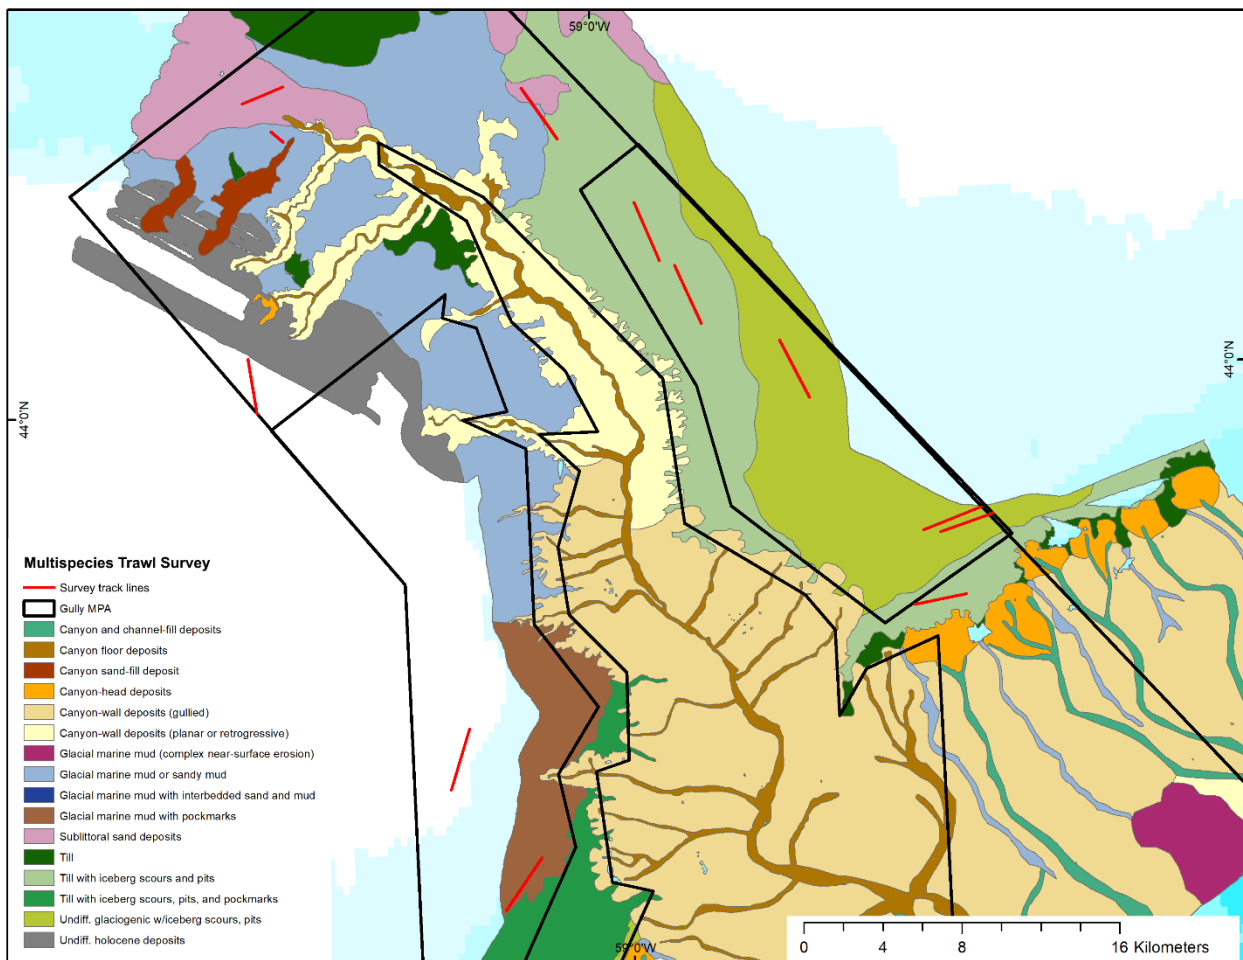 59°0'W
44°0'N
44°0'N
Multispecies Trawl Survey
Survey track lines
Gully MPA
Canyon and channel-fill deposits
Canyon floor deposits
Canyon sand-fill deposit
Canyon-head deposits
Canyon-wall deposits (gullied)
Canyon-wall deposits (planar or retrogressive)
Glacial marine mud (complex near-surface erosion)
Glacial marine mud or sandy mud
Glacial marine mud with interbedded sand and mud
Glacial marine mud with pockmarks
Sublittoral sand deposits
Till
Till with iceberg scours and pits
Till with iceberg scours, pits, and pockmarks
Undiff. glaciogenic w/iceberg scours, pits
Undiff. holocene deposits
59°0'W
0 4 8 16 Kilometers